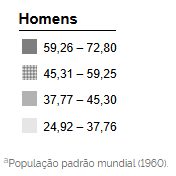 Homens
59,26 – 72,80
45,31 – 59,25
37,77 – 45,30
24,92 – 37,76
ᵃPopulação padrão mundial (1960).